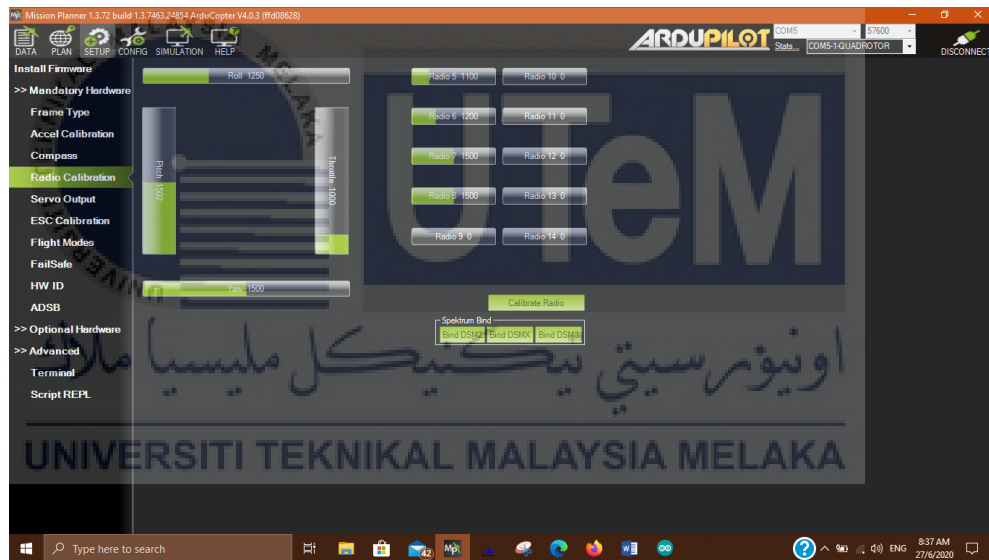 Mission Planner 1.3.72 build 1.3.7463.24854 ArduCopter V4.0.3 (ffd08628)
DATA PLAN SETUP CONFIG SIMULATION HELP
ARDUPILOT
COM5 57600
Stats... COM5-1-QUADROTOR
DISCONNECT
Install Firmware
>> Mandatory Hardware
Frame Type
Accel Calibration
Compass
Radio Calibration
Servo Output
ESC Calibration
Flight Modes
FailSafe
HW ID
ADSB
>> Optional Hardware
>> Advanced
Terminal
Script REPL
Roll 1250
Pitch 1502
Throttle 1000
Yaw 1500
Radio 5 1100 Radio 10 0
Radio 6 1200 Radio 11 0
Radio 7 1500 Radio 12 0
Radio 8 1500 Radio 13 0
Radio 9 0 Radio 14 0
Calibrate Radio
Spektrum Bind
Bind DSM2 Bind DSMX Bind DSM8
UTeM
اونيۏرسيتي تيكنيكل مليسيا ملاك
UNIVERSITI TEKNIKAL MALAYSIA MELAKA
Type here to search
42
Mp
ENG
8:37 AM
27/6/2020